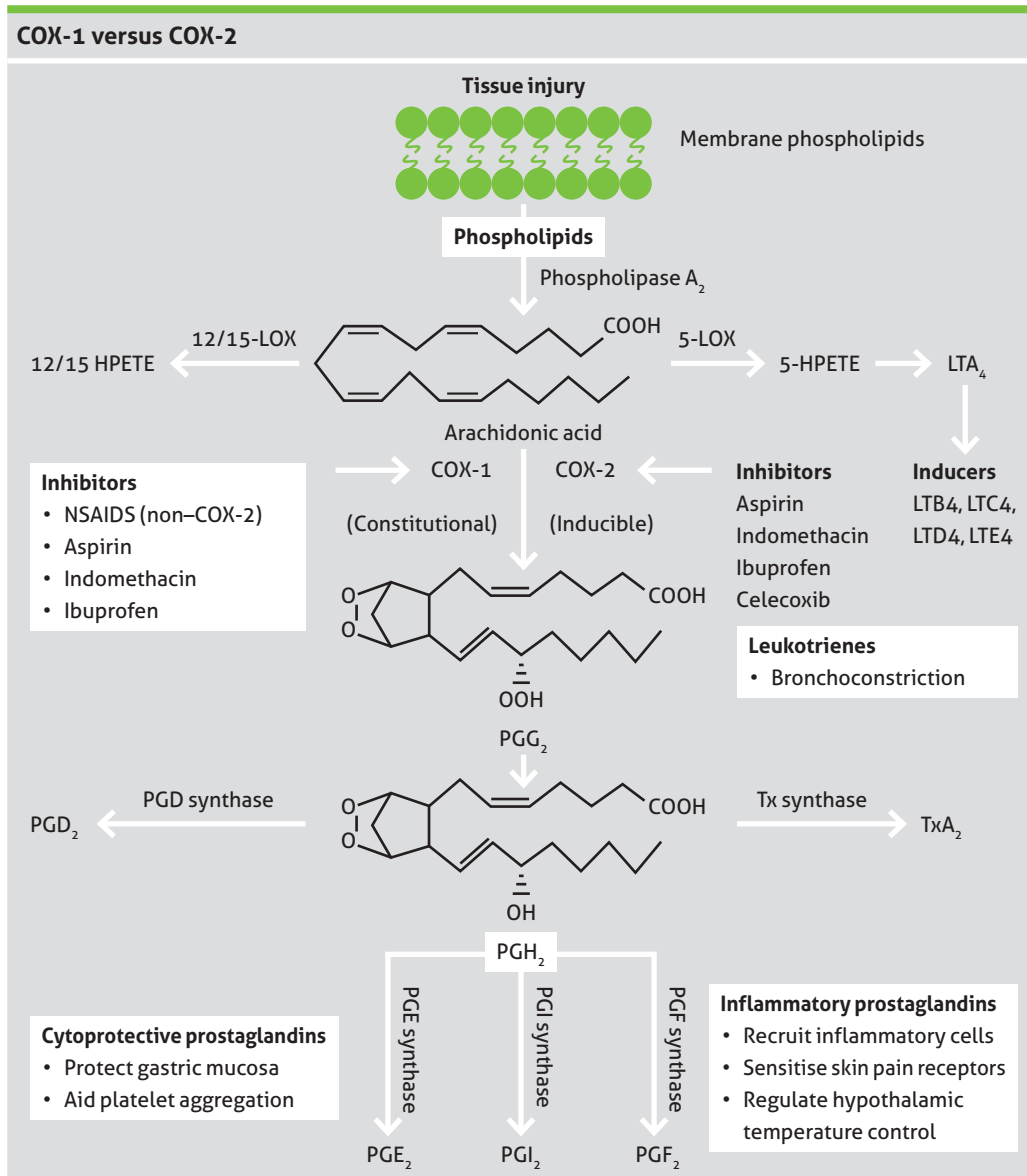 COX-1 versus COX-2
Tissue injury
Membrane phospholipids
Phospholipids
Phospholipase A₂
12/15 HPETE
12/15-LOX
COOH
5-LOX
5-HPETE
LTA₄
Arachidonic acid
COX-1
COX-2
(Constitutional)
(Inducible)
Inhibitors
• NSAIDS (non–COX-2)
• Aspirin
• Indomethacin
• Ibuprofen
Inhibitors
Aspirin
Indomethacin
Ibuprofen
Celecoxib
Inducers
LTB4, LTC4,
LTD4, LTE4
Leukotrienes
• Bronchoconstriction
O
O
COOH
OOH
PGG₂
PGD₂
PGD synthase
O
O
COOH
OH
Tx synthase
TxA₂
PGH₂
PGE synthase
PGI synthase
PGF synthase
Cytoprotective prostaglandins
• Protect gastric mucosa
• Aid platelet aggregation
Inflammatory prostaglandins
• Recruit inflammatory cells
• Sensitise skin pain receptors
• Regulate hypothalamic
temperature control
PGE₂
PGI₂
PGF₂